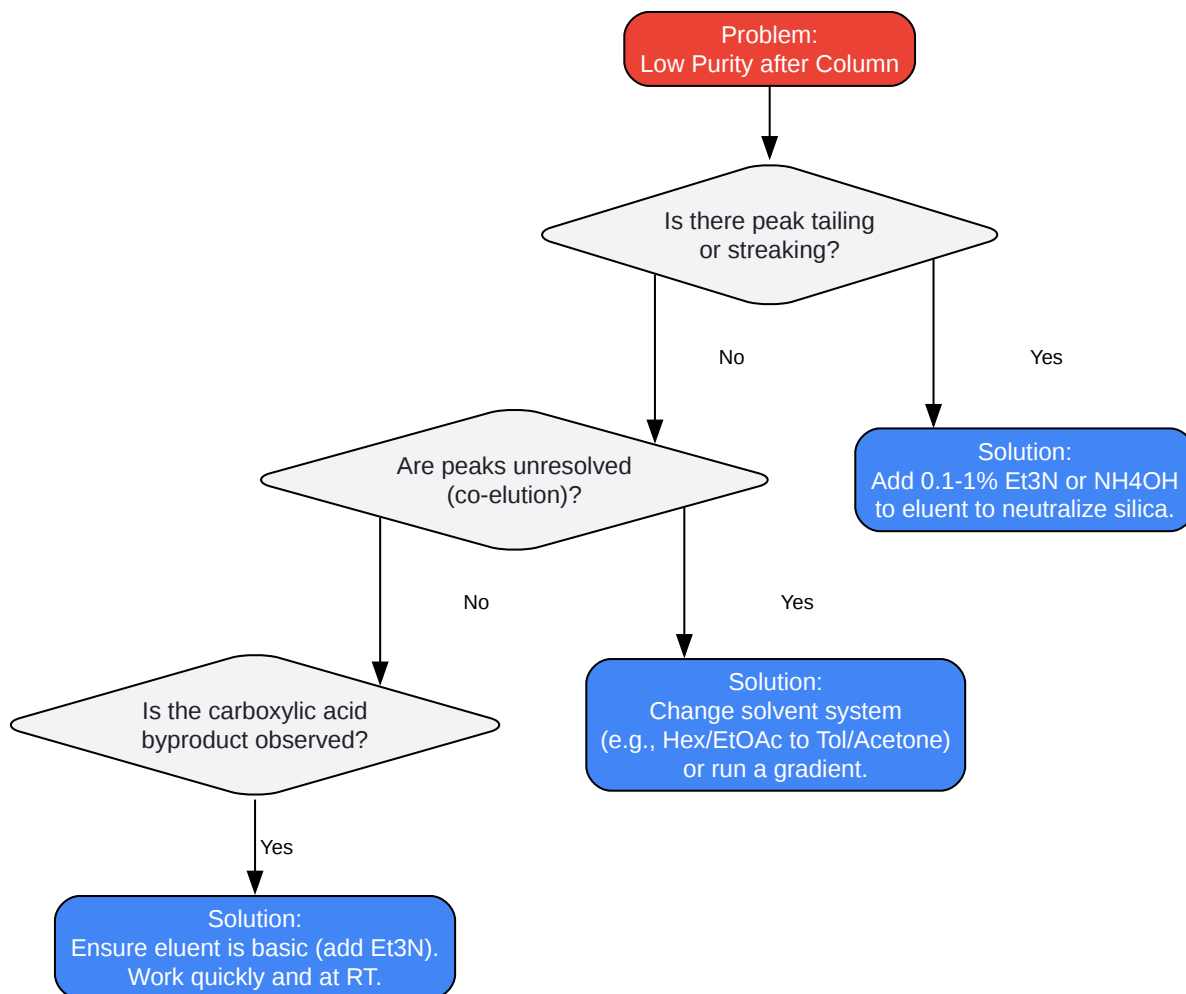 Problem:
Low Purity after Column
Is there peak tailing
or streaking?
No
Yes
Are peaks unresolved
(co-elution)?
Solution:
Add 0.1-1% Et3N or NH4OH
to eluent to neutralize silica.
No
Yes
Is the carboxylic acid
byproduct observed?
Solution:
Change solvent system
(e.g., Hex/EtOAc to Tol/Acetone)
or run a gradient.
Yes
Solution:
Ensure eluent is basic (add Et3N).
Work quickly and at RT.